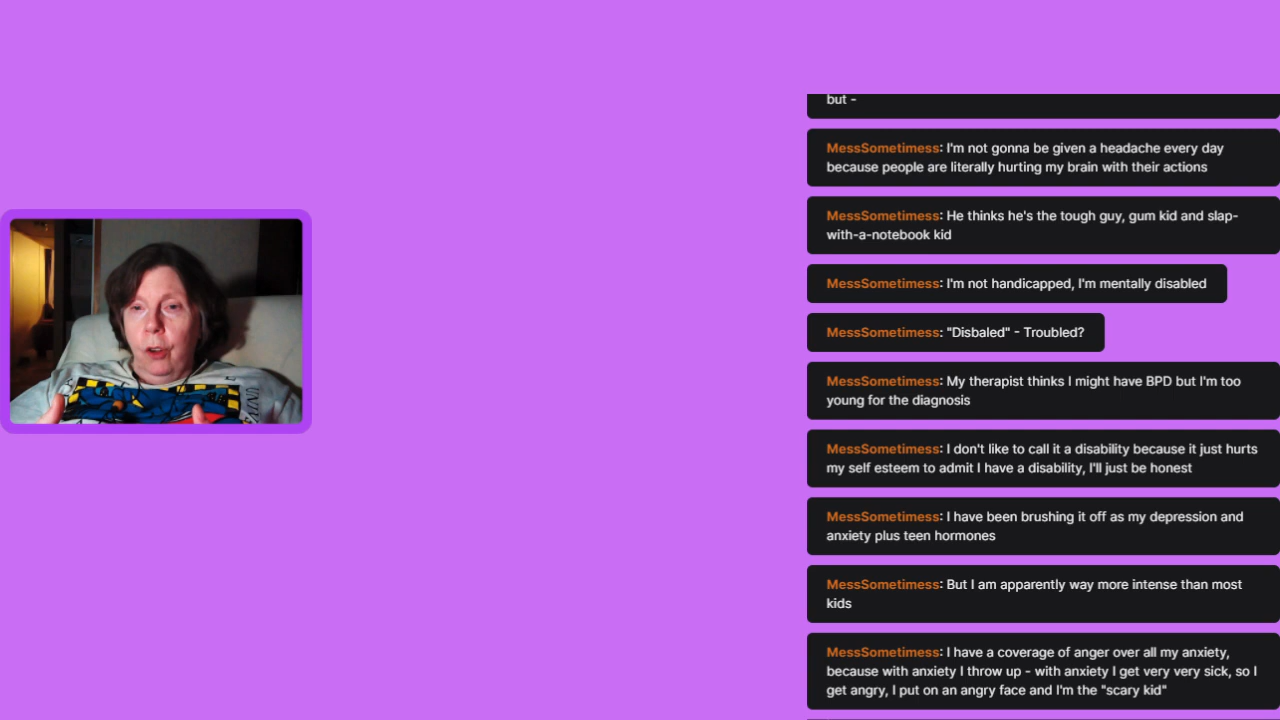 but -
MessSometimess: I'm not gonna be given a headache every day
because people are literally hurting my brain with their actions
MessSometimess: He thinks he's the tough guy, gum kid and slap-
with-a-notebook kid
MessSometimess: I'm not handicapped, I'm mentally disabled
MessSometimess: "Disbaled" - Troubled?
MessSometimess: My therapist thinks I might have BPD but I'm too
young for the diagnosis
MessSometimess: I don't like to call it a disability because it just hurts
my self esteem to admit I have a disability, I'll just be honest
MessSometimess: I have been brushing it off as my depression and
anxiety plus teen hormones
MessSometimess: But I am apparently way more intense than most
kids
MessSometimess: I have a coverage of anger over all my anxiety,
because with anxiety I throw up - with anxiety I get very very sick, so I
get angry, I put on an angry face and I'm the "scary kid"